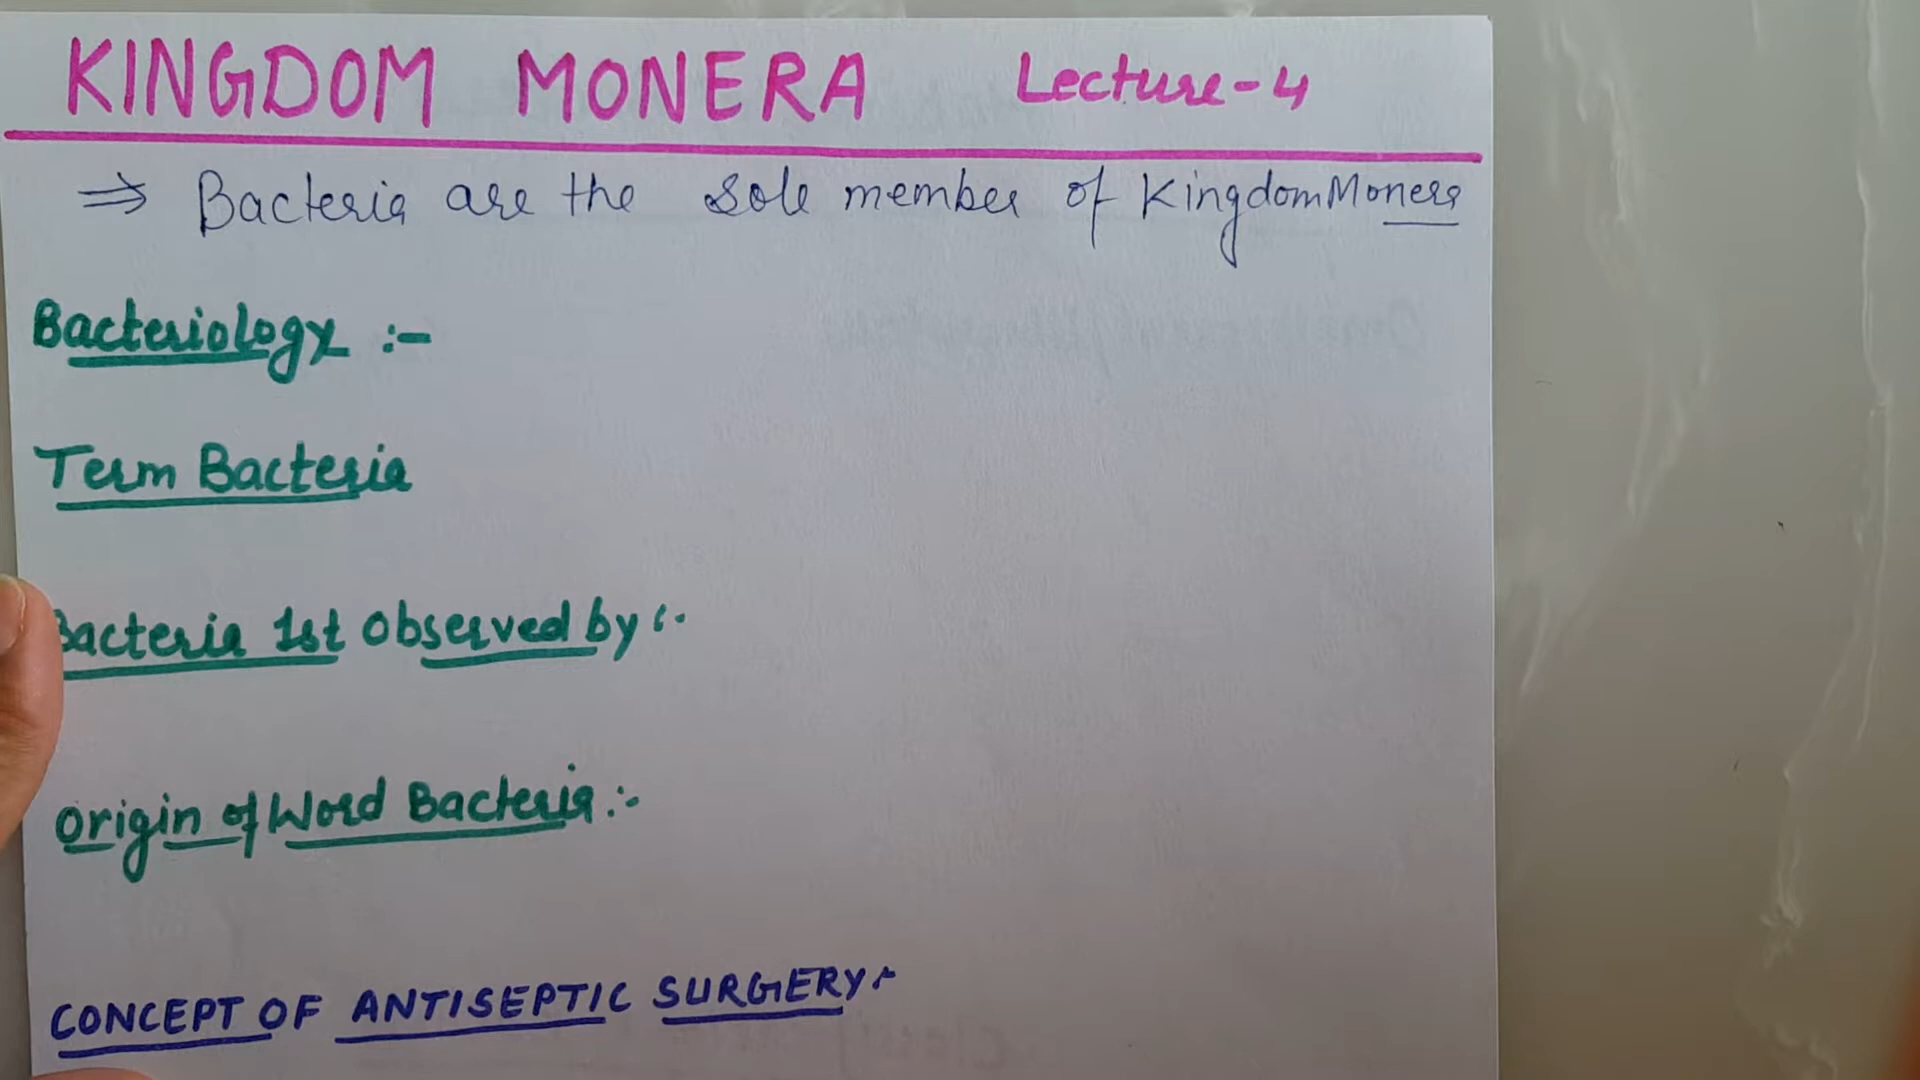 KINGDOM MONERA Lecture-4
⇒ Bacteria are the sole member of Kingdom Monera
Bacteriology :-
Term Bacteria
Bacteria 1st Observed by :-
Origin of Word Bacteria :-
CONCEPT OF ANTISEPTIC SURGERY:-